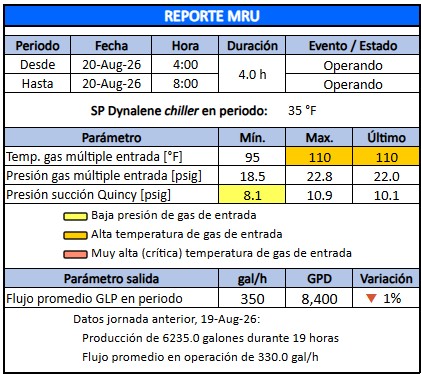 REPORTE MRU
Periodo Fecha Hora Duración Evento / Estado
Desde 20-Aug-26 4:00 4.0 h Operando
Hasta 20-Aug-26 8:00 Operando
SP Dynalene chiller en periodo: 35 °F
Parámetro Mín. Max. Último
Temp. gas múltiple entrada [°F] 95 110 110
Presión gas múltiple entrada [psig] 18.5 22.8 22.0
Presión succión Quincy [psig] 8.1 10.9 10.1
Baja presión de gas de entrada
Alta temperatura de gas de entrada
Muy alta (crítica) temperatura de gas de entrada
Parámetro salida gal/h GPD Variación
Flujo promedio GLP en periodo 350 8,400 ▼ 1%
Datos jornada anterior, 19-Aug-26:
Producción de 6235.0 galones durante 19 horas
Flujo promedio en operación de 330.0 gal/h